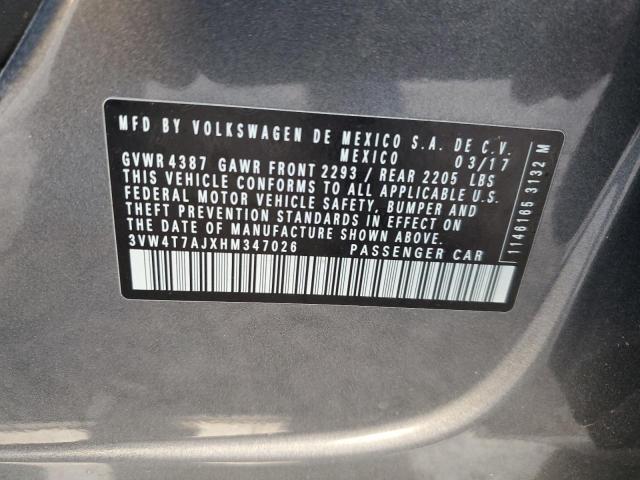 MFD BY VOLKSWAGEN DE MEXICO S.A. DE C.V.
MEXICO 03/17
GVWR 4387 GAWR FRONT 2293 / REAR 2205 LBS
THIS VEHICLE CONFORMS TO ALL APPLICABLE U.S.
FEDERAL MOTOR VEHICLE SAFETY, BUMPER AND
THEFT PREVENTION STANDARDS IN EFFECT ON
THE DATE OF MANUFACTURE SHOWN ABOVE
3VW4T7AJXHM347026 PASSENGER CAR
1146165 3132 M